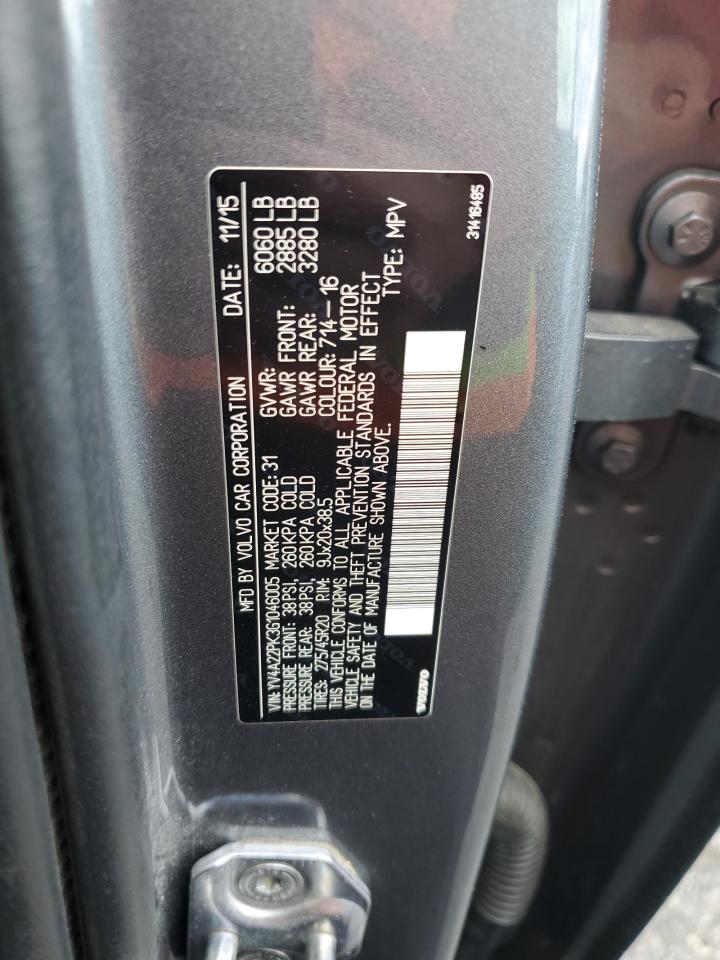 MFD BY VOLVO CAR CORPORATION DATE: 11/15
VIN: YV4A22PK3G1046005 MARKET CODE: 31 GVWR: 6060 LB
PRESSURE FRONT: 38PSI, 260KPA COLD GAWR FRONT: 2885 LB
PRESSURE REAR: 38PSI, 260KPA COLD GAWR REAR: 3280 LB
TIRES: 275/45R20 RIM: 9Jx20x38.5 COLOUR: 714-16
THIS VEHICLE CONFORMS TO ALL APPLICABLE FEDERAL MOTOR
VEHICLE SAFETY AND THEFT PREVENTION STANDARDS IN EFFECT
ON THE DATE OF MANUFACTURE SHOWN ABOVE. TYPE: MPV
VOLVO 31416485